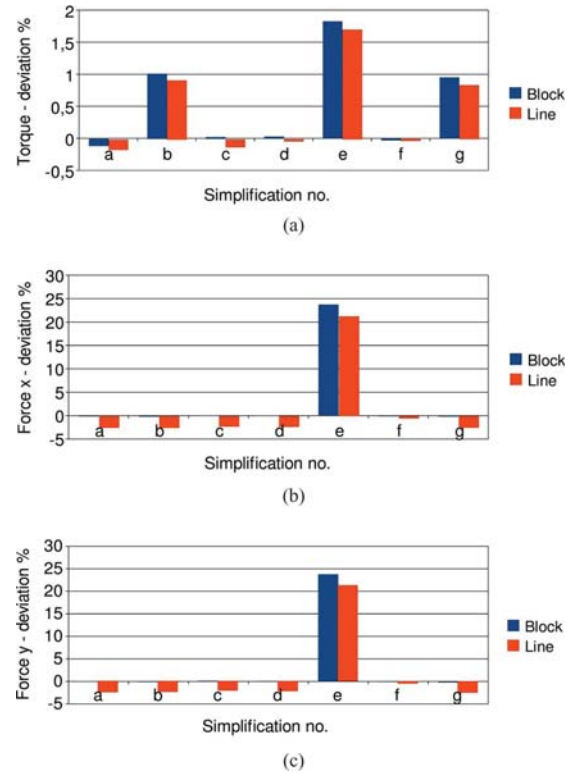 Torque - deviation %
2
1,5
1
0,5
0
-0,5
a b c d e f g
Block
Line
Simplification no.
(a)
Force x - deviation %
30
25
20
15
10
5
0
-5
a b c d e f g
Block
Line
Simplification no.
(b)
Force y - deviation %
30
25
20
15
10
5
0
-5
a b c d e f g
Block
Line
Simplification no.
(c)